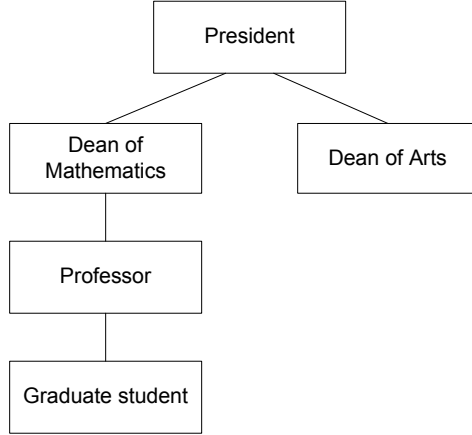 President
Dean of
Mathematics
Dean of Arts
Professor
Graduate student